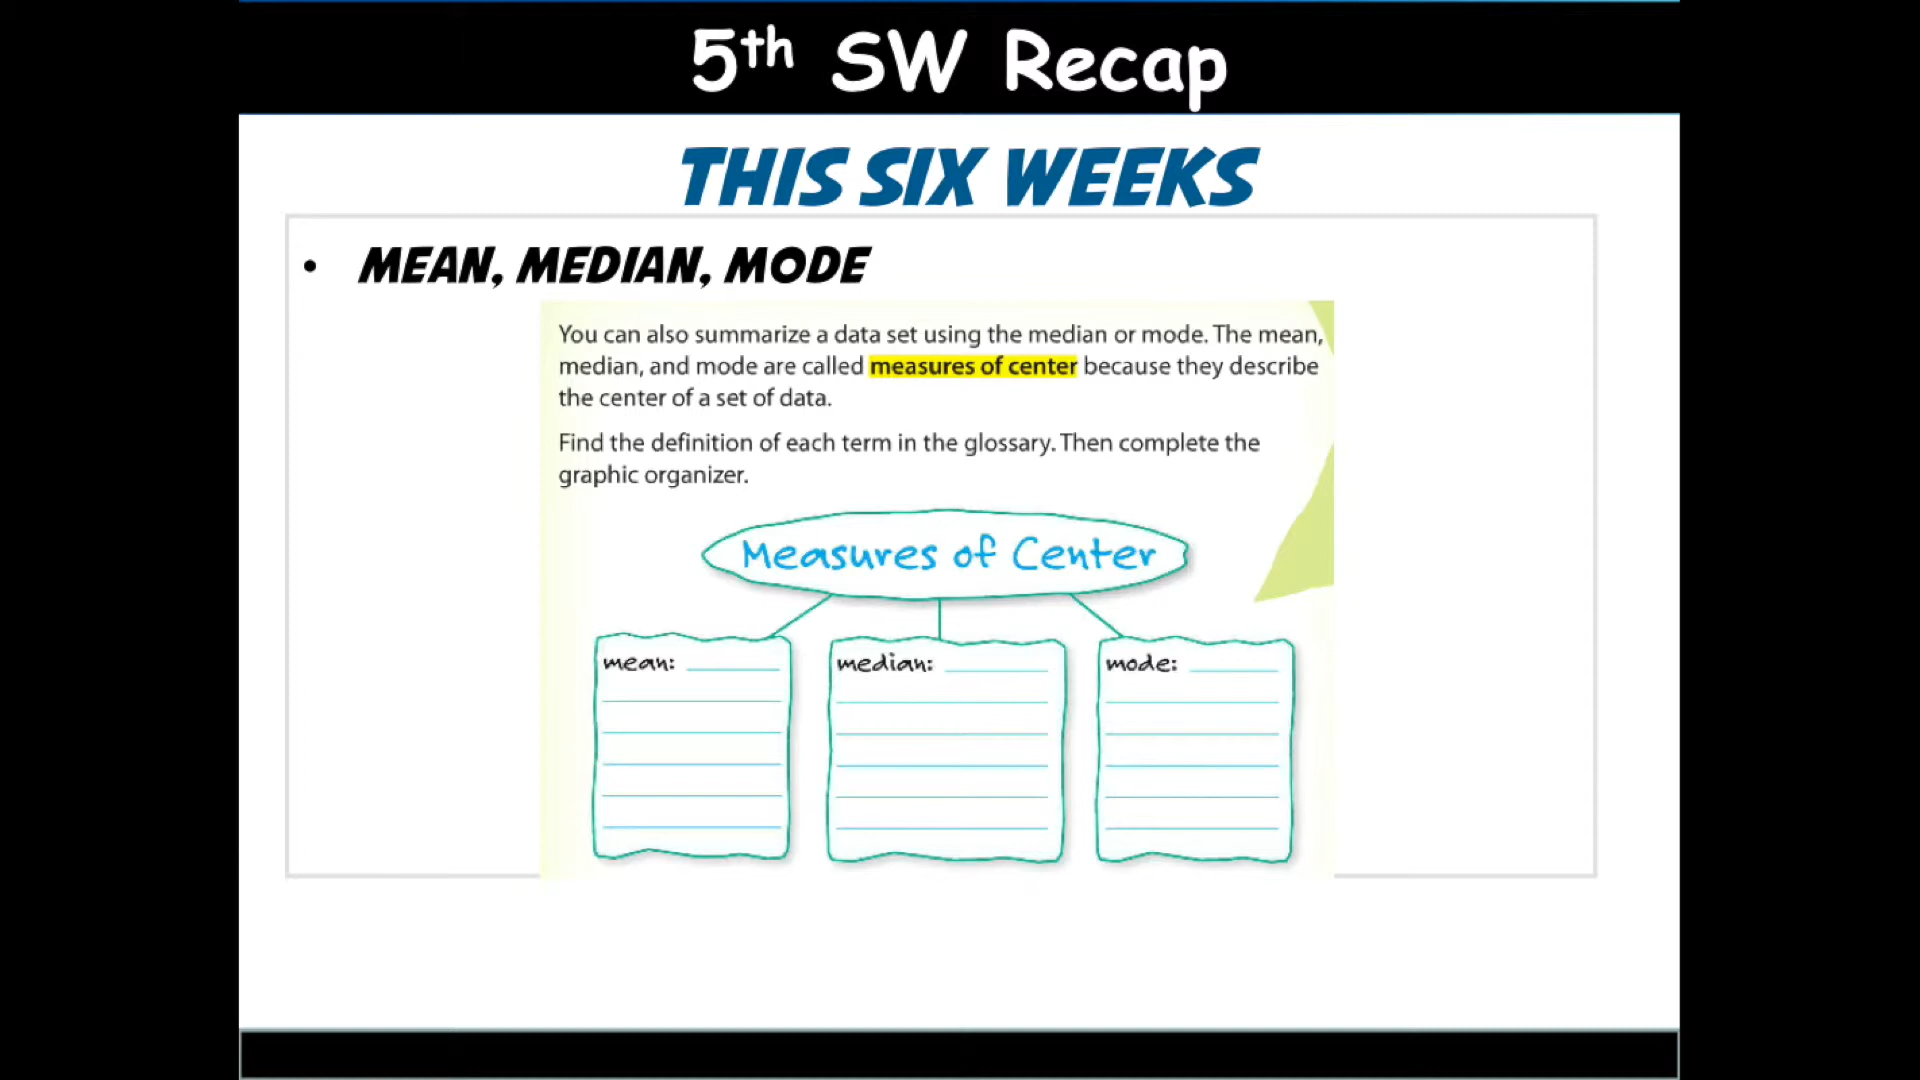 5th SW Recap
THIS SIX WEEKS
• MEAN, MEDIAN, MODE
You can also summarize a data set using the median or mode. The mean,
median, and mode are called measures of center because they describe
the center of a set of data.
Find the definition of each term in the glossary. Then complete the
graphic organizer.
Measures of Center
mean:
median:
mode: